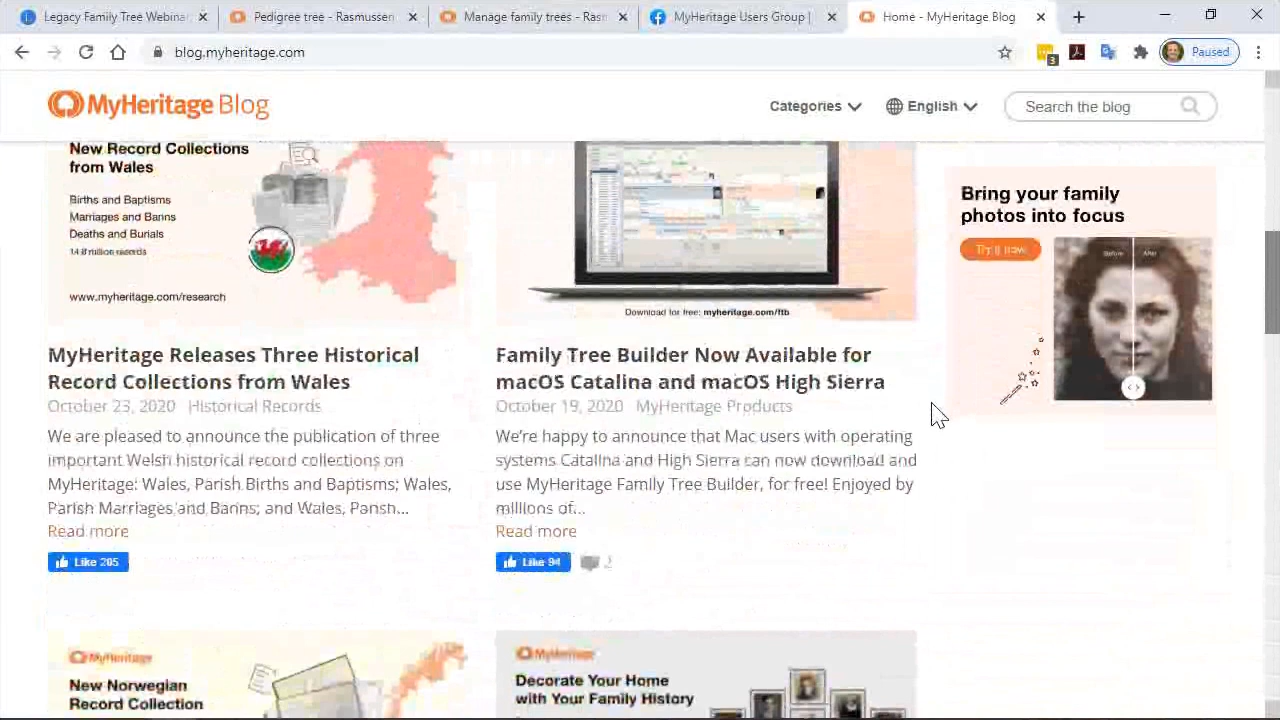 Legacy Family Tree Webinar
Pedigree tree - Rasmussen
Manage family trees - Rasm
MyHeritage Users Group |
Home - MyHeritage Blog
blog.myheritage.com
3
Paused
MyHeritage Blog
Categories
English
Search the blog
New Record Collections
from Wales
Births and Baptisms
Marriages and Banns
Deaths and Burials
million records
www.myheritage.com/research
Download for free: myheritage.com/ftb
Bring your family
photos into focus
Try it now
Before
After
MyHeritage Releases Three Historical
Record Collections from Wales
October 23, 2020 Historical Records
We are pleased to announce the publication of three
important Welsh historical record collections on
MyHeritage: Wales, Parish Births and Baptisms; Wales,
Parish Marriages and Banns; and Wales, Parish...
Read more
Like 205
Family Tree Builder Now Available for
macOS Catalina and macOS High Sierra
October 19, 2020 MyHeritage Products
We're happy to announce that Mac users with operating
systems Catalina and High Sierra can now download and
use MyHeritage Family Tree Builder, for free! Enjoyed by
millions of...
Read more
Like 94
2
MyHeritage
New Norwegian
Record Collection
MyHeritage
Decorate Your Home
with Your Family History